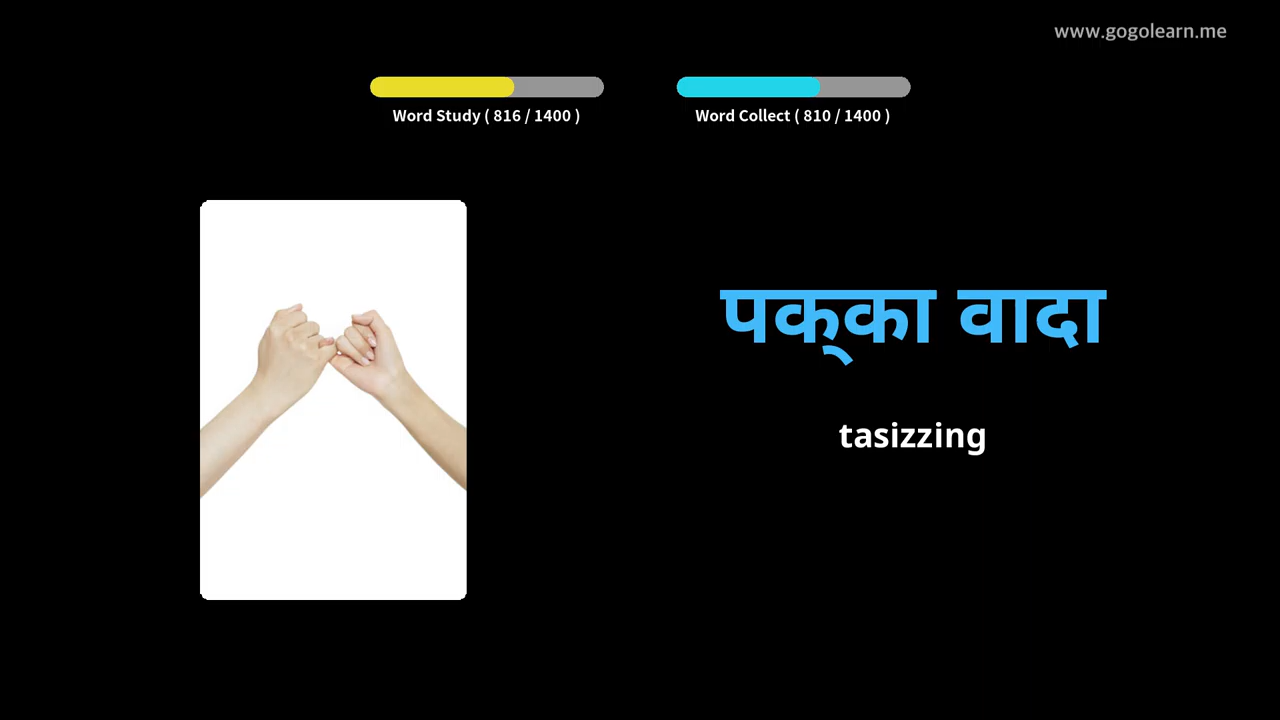 www.gogolearn.me
Word Study ( 816 / 1400 )
Word Collect ( 810 / 1400 )
पक्का वादा
tasizzing